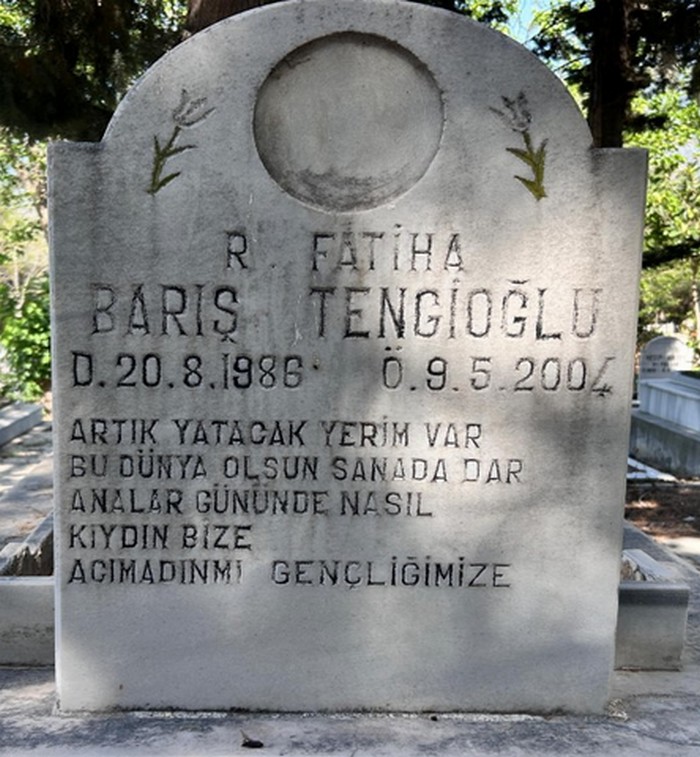 R. FATİHA
BARIŞ TENGİOĞLU
D.20.8.1986 Ö.9.5.2004
ARTIK YATACAK YERİM VAR
BU DÜNYA OLSUN SANADA DAR
ANALAR GÜNÜNDE NASIL
KIYDIN BİZE
ACIMADINMI GENÇLİĞİMİZE